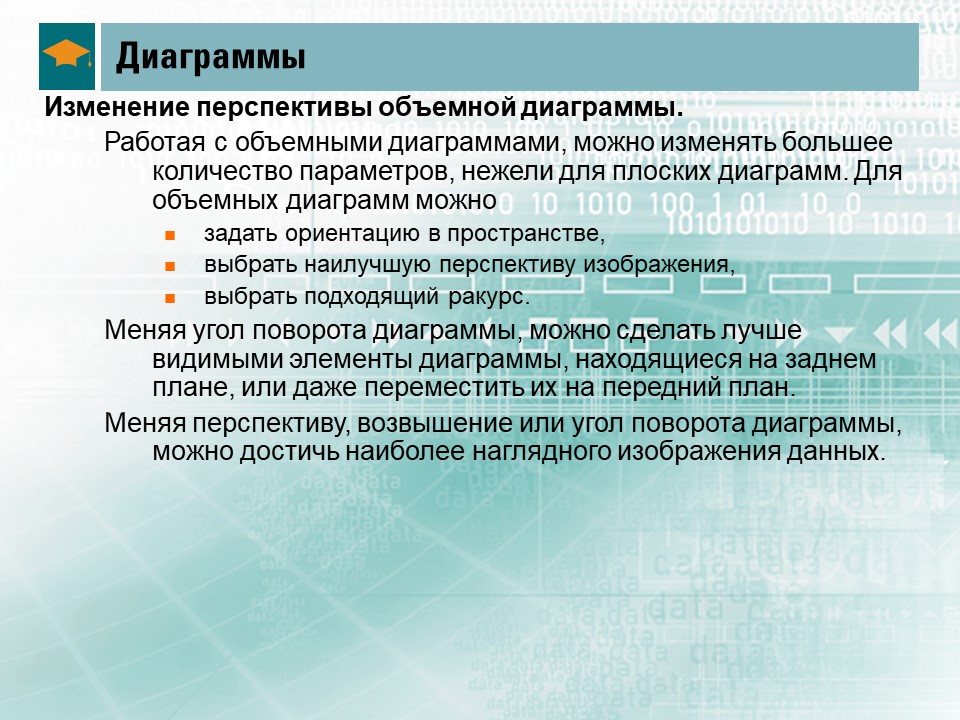 Диаграммы
Изменение перспективы объемной диаграммы.
Работая с объемными диаграммами, можно изменять большее
количество параметров, нежели для плоских диаграмм. Для
объемных диаграмм можно
задать ориентацию в пространстве,
выбрать наилучшую перспективу изображения,
выбрать подходящий ракурс.
Меняя угол поворота диаграммы, можно сделать лучше
видимыми элементы диаграммы, находящиеся на заднем
плане, или даже переместить их на передний план.
Меняя перспективу, возвышение или угол поворота диаграммы,
можно достичь наиболее наглядного изображения данных.